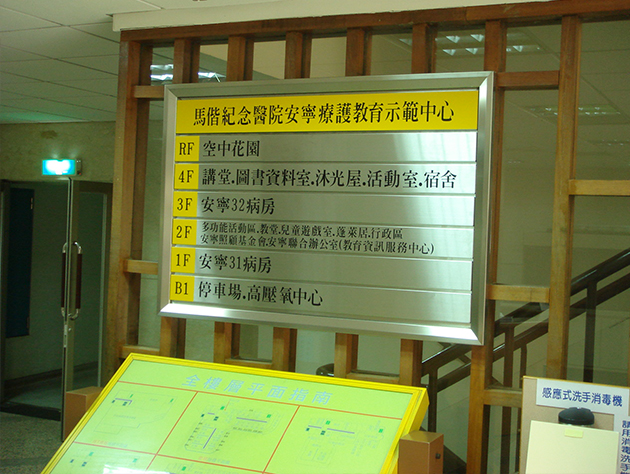 馬偕紀念醫院安寧療護教育示範中心
RF 空中花園
4F 講堂.圖書資料室.沐光屋.活動室.宿舍
3F 安寧32病房
2F 多功能活動區.教堂.兒童遊戲室.蓬萊居.行政區
安寧照顧基金會.安寧聯合辦公室(教育資訊服務中心)
1F 安寧31病房
B1 停車場.高壓氧中心
全樓層平面指南
感應式洗手消毒機